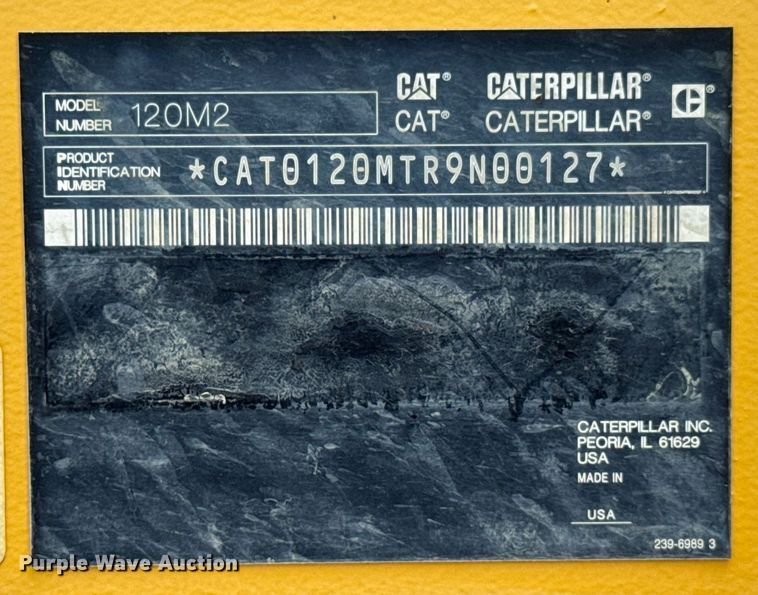 MODEL NUMBER 120M2
CAT® CATERPILLAR®
CAT® CATERPILLAR®
PRODUCT IDENTIFICATION NUMBER *CAT0120MTR9N00127*
CATERPILLAR INC.
PEORIA, IL 61629
USA
MADE IN
USA
239-6989 3
Purple Wave Auction